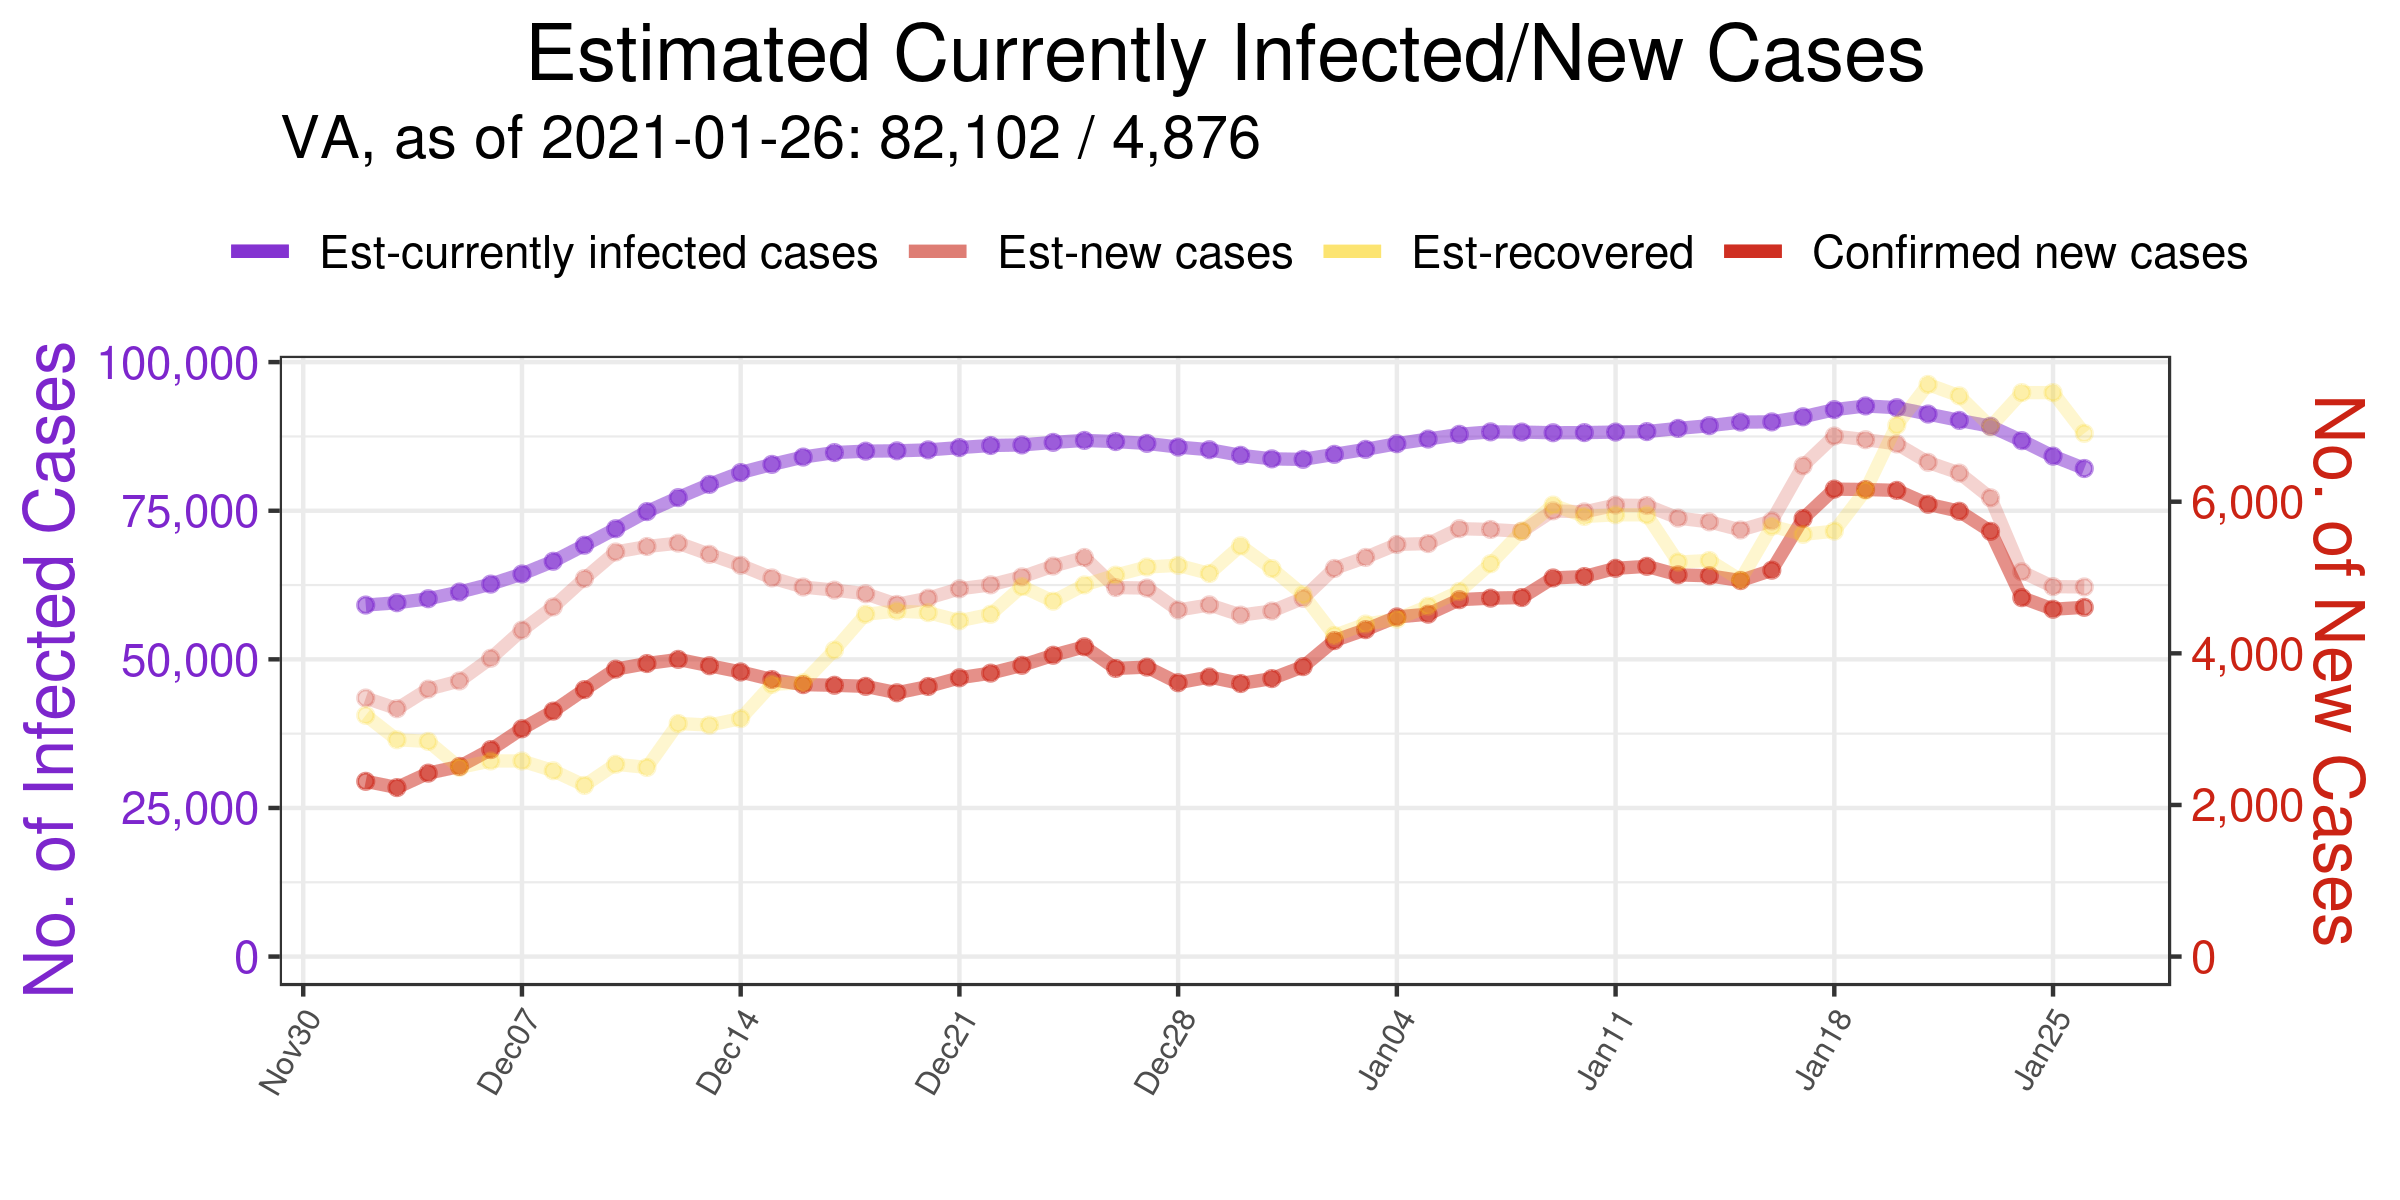 Estimated Currently Infected/New Cases
VA, as of 2021-01-26: 82,102 / 4,876
Est-currently infected cases Est-new cases Est-recovered Confirmed new cases
No. of Infected Cases
100,000
75,000
50,000
25,000
0
6,000
4,000
2,000
0
No. of New Cases
Nov30 Dec07 Dec14 Dec21 Dec28 Jan04 Jan11 Jan18 Jan25